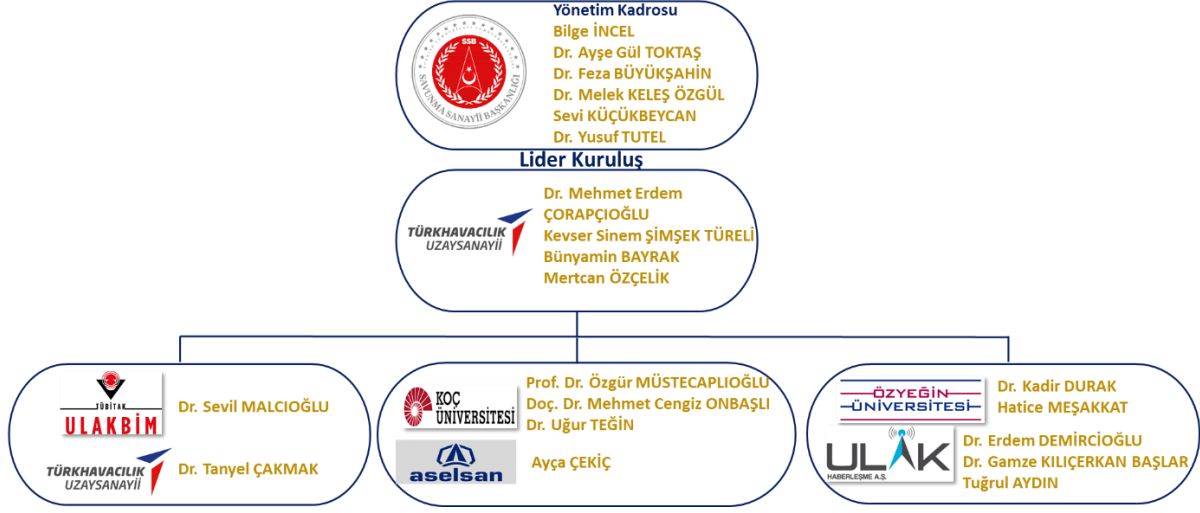 Yönetim Kadrosu
SSB
SAVUNMA SANAYİİ BAŞKANLIĞI
Bilge İNCEL
Dr. Ayşe Gül TOKTAŞ
Dr. Feza BÜYÜKŞAHİN
Dr. Melek KELEŞ ÖZGÜL
Sevi KÜÇÜKBEYCAN
Dr. Yusuf TUTEL
Lider Kuruluş
TÜRKHAVACILIK
UZAYSANAYİİ
Dr. Mehmet Erdem
ÇORAPÇIOĞLU
Kevser Sinem ŞİMŞEK TÜRELİ
Bünyamin BAYRAK
Mertcan ÖZÇELİK
TÜBİTAK
ULAKBİM
Dr. Sevil MALCIOĞLU
TÜRKHAVACILIK
UZAYSANAYİİ
Dr. Tanyel ÇAKMAK
KOÇ
ÜNİVERSİTESİ
Prof. Dr. Özgür MÜSTECAPLIOĞLU
Doç. Dr. Mehmet Cengiz ONBAŞLI
Dr. Uğur TEĞİN
aselsan
Ayça ÇEKİÇ
ÖZYEĞİN
ÜNİVERSİTESİ
Dr. Kadir DURAK
Hatice MEŞAKKAT
ULAK
HABERLEŞME A.Ş.
Dr. Erdem DEMİRCİOĞLU
Dr. Gamze KILIÇERKAN BAŞLAR
Tuğrul AYDIN